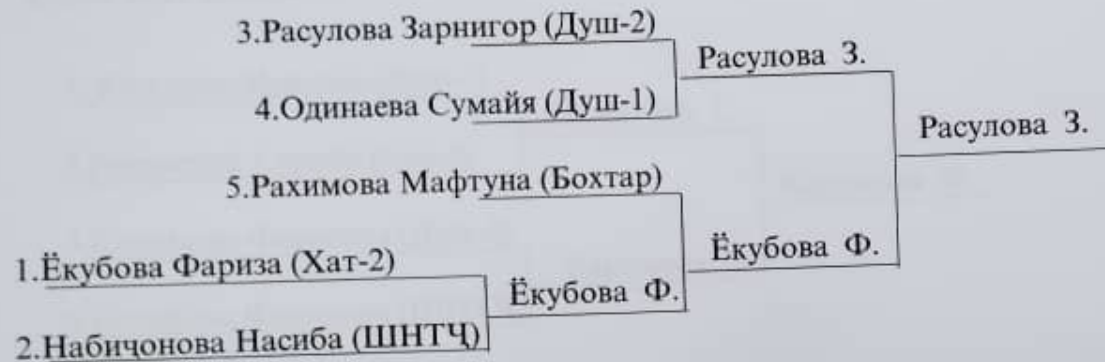 3.Расулова Зарнигор (Душ-2)
Расулова З.
4.Одинаева Сумайя (Душ-1)
Расулова З.
5.Рахимова Мафтуна (Бохтар)
Ёкубова Ф.
1.Ёкубова Фариза (Хат-2)
Ёкубова Ф.
2.Набиҷонова Насиба (ШНТҶ)